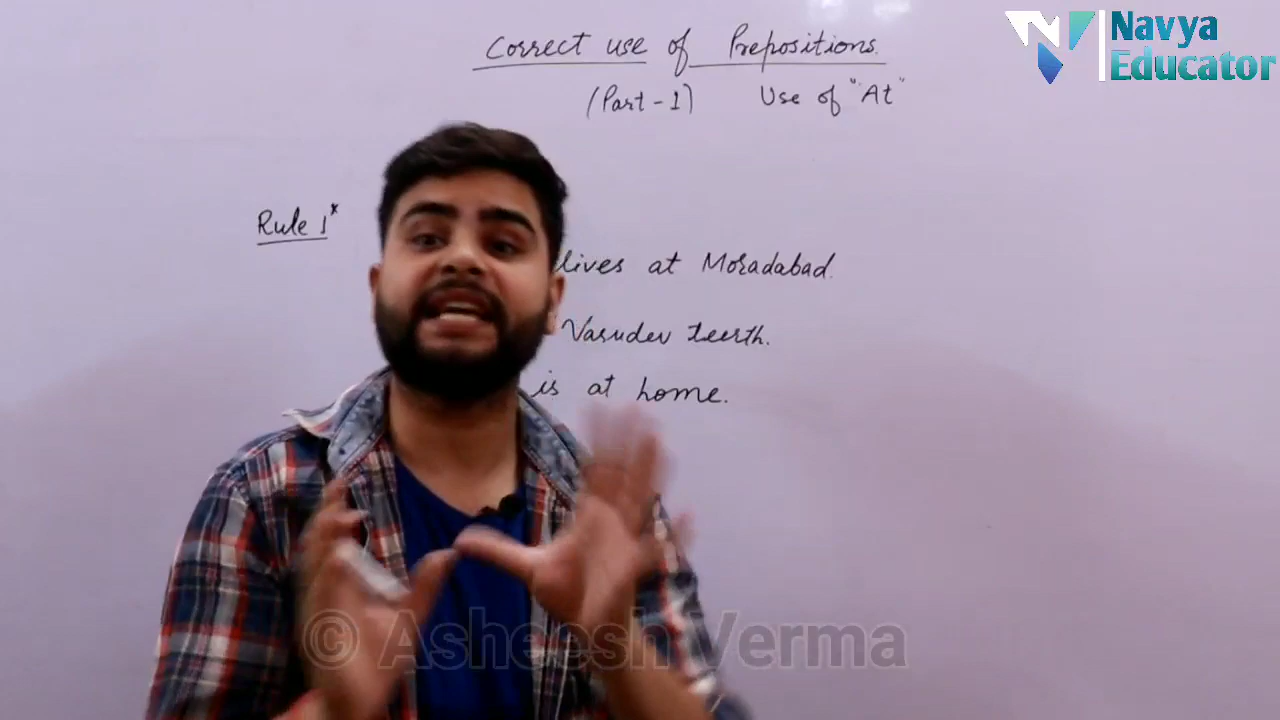 Navya
Educator
Correct use of Prepositions.
(Part-1) Use of "At"
Rule 1*
lives at Moradabad.
Vasudev teerth.
is at home.
© Asheesh Verma